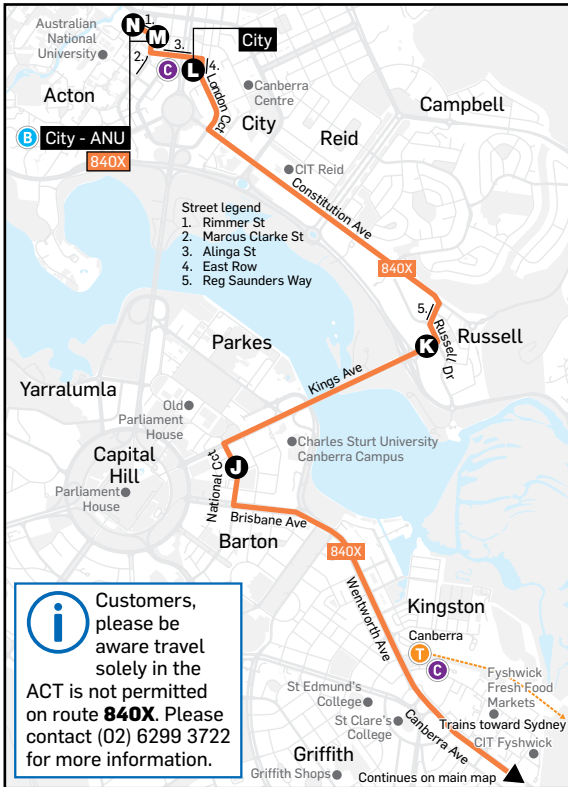 Australian
National
University
N
1.
M
3.
2.
C
L
4.
City
Acton
London Cct
Canberra
Centre
City
Campbell
Reid
B
City - ANU
840X
CIT Reid
Constitution Ave
Street legend
1. Rimmer St
2. Marcus Clarke St
3. Alinga St
4. East Row
5. Reg Saunders Way
840X
5.
Russell Dr
Russell
K
Parkes
Kings Ave
Yarralumla
Old
Parliament
House
Charles Sturt University
Canberra Campus
Capital
Hill
Parliament
House
National Cct
J
Brisbane Ave
Barton
840X
Wentworth Ave
Kingston
Canberra
T
C
Fyshwick
Fresh Food
Markets
Trains toward Sydney
St Edmund's
College
St Clare's
College
Canberra Ave
CIT Fyshwick
Griffith
Griffith Shops
Continues on main map
i
Customers,
please be
aware travel
solely in the
ACT is not permitted
on route 840X. Please
contact (02) 6299 3722
for more information.